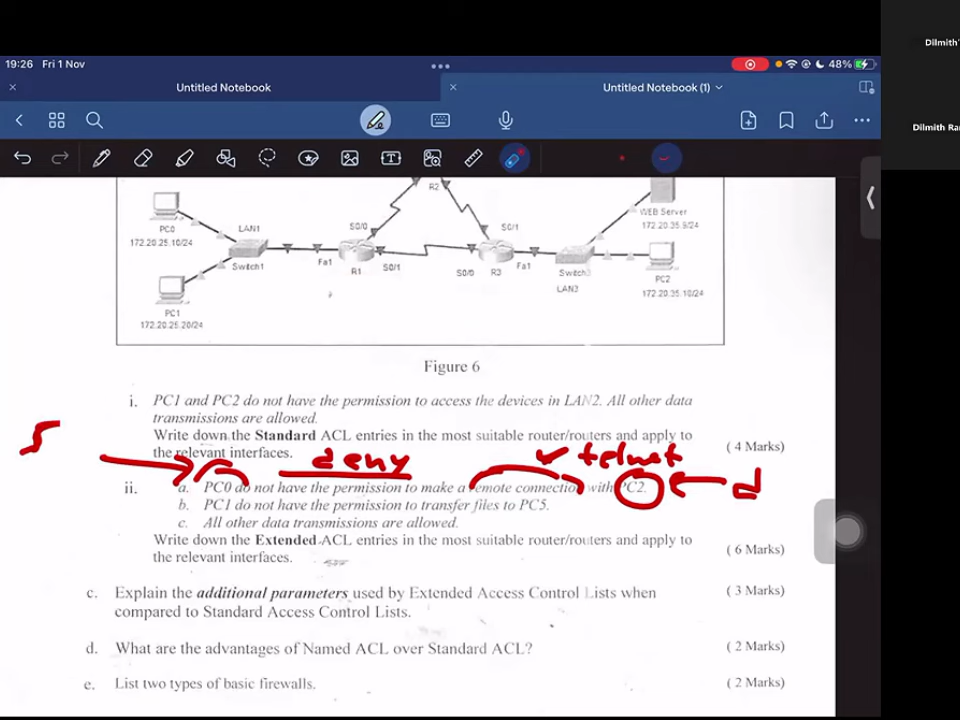 Dilmith'
19:26 Fri 1 Nov
48%
Untitled Notebook
Untitled Notebook (1)
Dilmith Ran
R2
WEB Server
172.20.35.5/24
PC0
172.20.25.10/24
LAN1
Switch1
S0/0
Fa1
R1
S0/1
S0/1
S0/0
R3
Fa1
Switch3
LAN3
PC2
172.20.35.10/24
PC1
172.20.25.20/24
Figure 6
i. PC1 and PC2 do not have the permission to access the devices in LAN2. All other data
transmissions are allowed.
Write down the Standard ACL entries in the most suitable router/routers and apply to
the relevant interfaces.
( 4 Marks)
S
deny
telnet
ii. a. PC0 do not have the permission to make a remote connection with PC2.
d
b. PC1 do not have the permission to transfer files to PC5.
c. All other data transmissions are allowed.
Write down the Extended ACL entries in the most suitable router/routers and apply to
the relevant interfaces.
( 6 Marks)
c. Explain the additional parameters used by Extended Access Control Lists when
compared to Standard Access Control Lists.
( 3 Marks)
d. What are the advantages of Named ACL over Standard ACL?
( 2 Marks)
e. List two types of basic firewalls.
( 2 Marks)